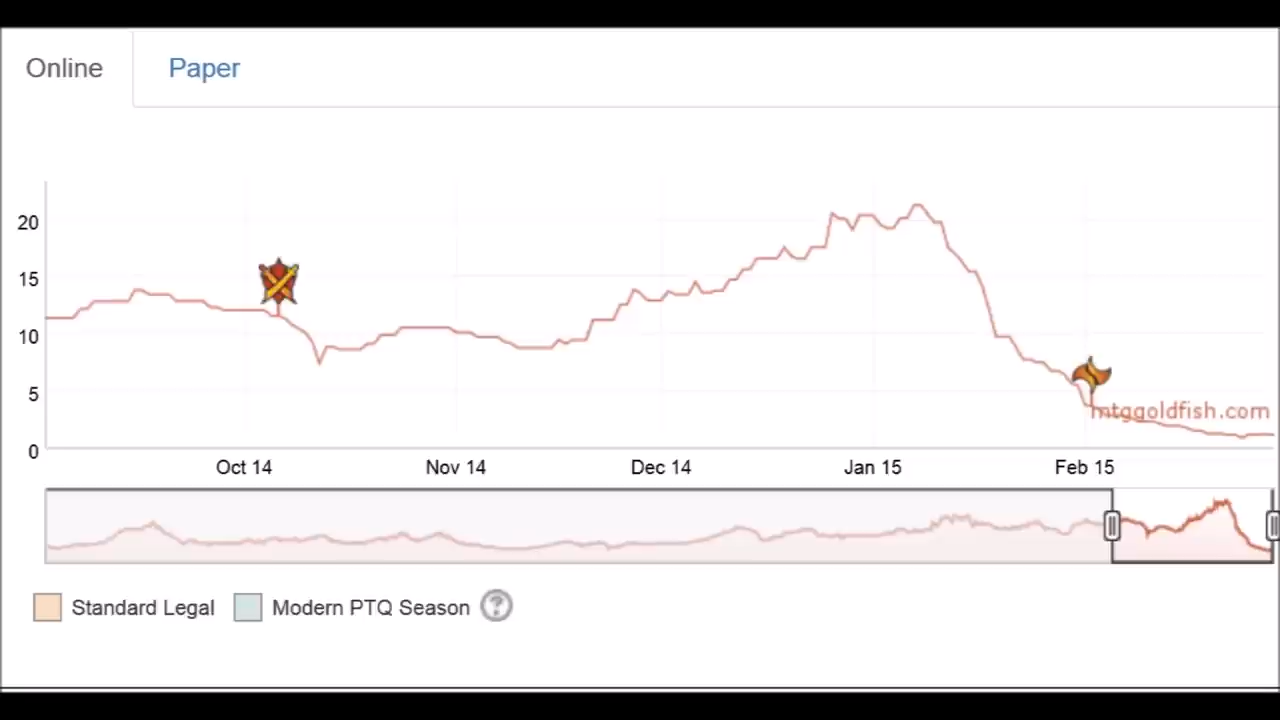 Online Paper
20
15
10
5
0
mtggoldfish.com
Oct 14 Nov 14 Dec 14 Jan 15 Feb 15
Standard Legal Modern PTQ Season ?